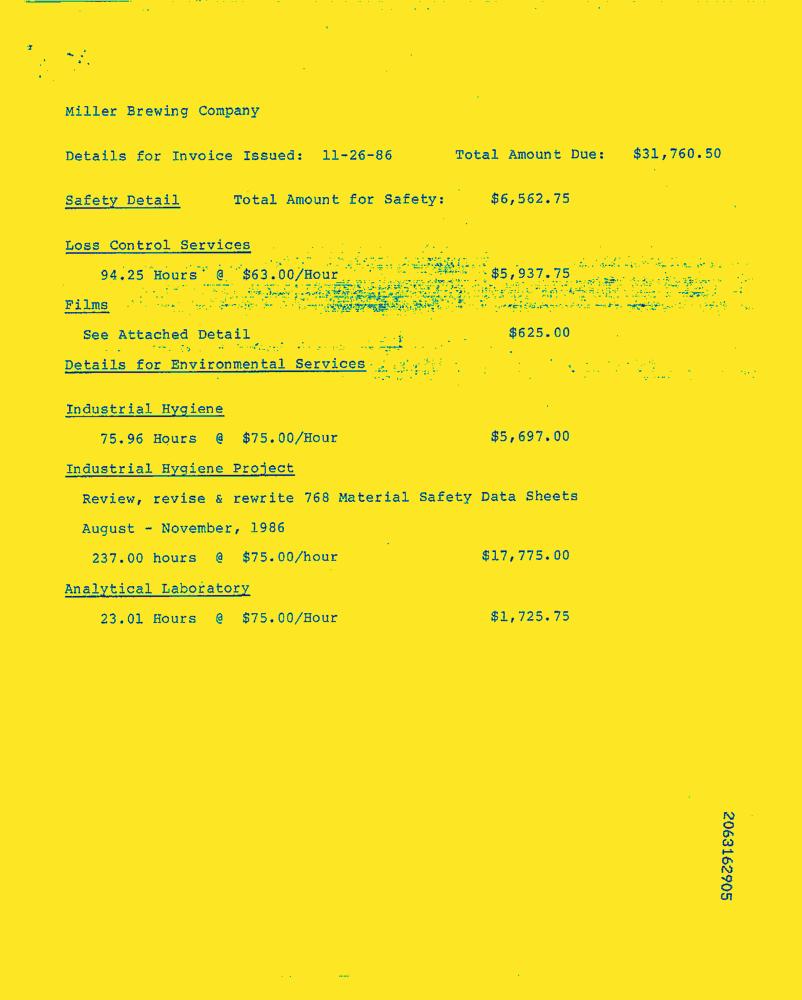 Miller Brewing Company
Details for Invoice Issued: 11-26-86 Total Amount Due: $31,760.50
Safety Detail Total Amount for Safety: $6,562.75
Loss Control Services
94.25 Hours @ $63.00/Hour $5,937.75
Films
See Attached Detail $625.00
Details for Environmental Services
Industrial Hygiene
75.96 Hours @ $75.00/Hour $5,697.00
Industrial Hygiene Project
Review, revise & rewrite 768 Material Safety Data Sheets
August - November, 1986
237.00 hours @ $75.00/hour $17,775.00
Analytical Laboratory
23.01 Hours @ $75.00/Hour $1,725.75
2063162905